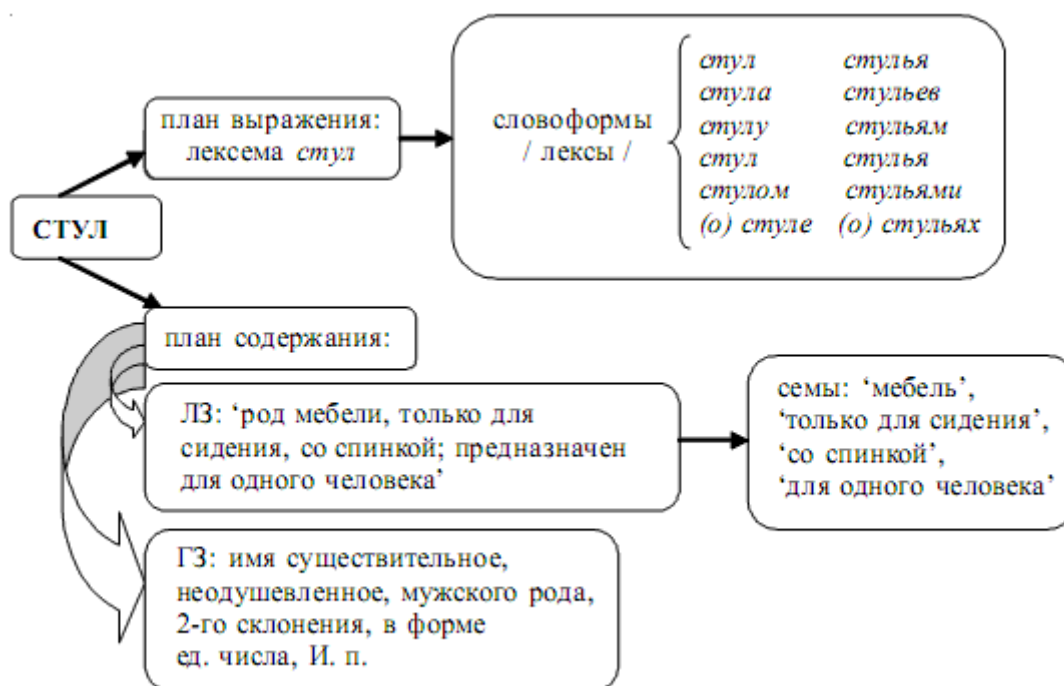 план выражения:
лексема стул
словоформы
/ лексы /
стул стулья
стула стульев
стулу стульям
стул стулья
стулом стульями
(о) стуле (о) стульях
СТУЛ
план содержания:
ЛЗ: ‘род мебели, только для
сидения, со спинкой; предназначен
для одного человека’
семы: ‘мебель’,
‘только для сидения’,
‘со спинкой’,
‘для одного человека’
ГЗ: имя существительное,
неодушевленное, мужского рода,
2-го склонения, в форме
ед. числа, И. п.